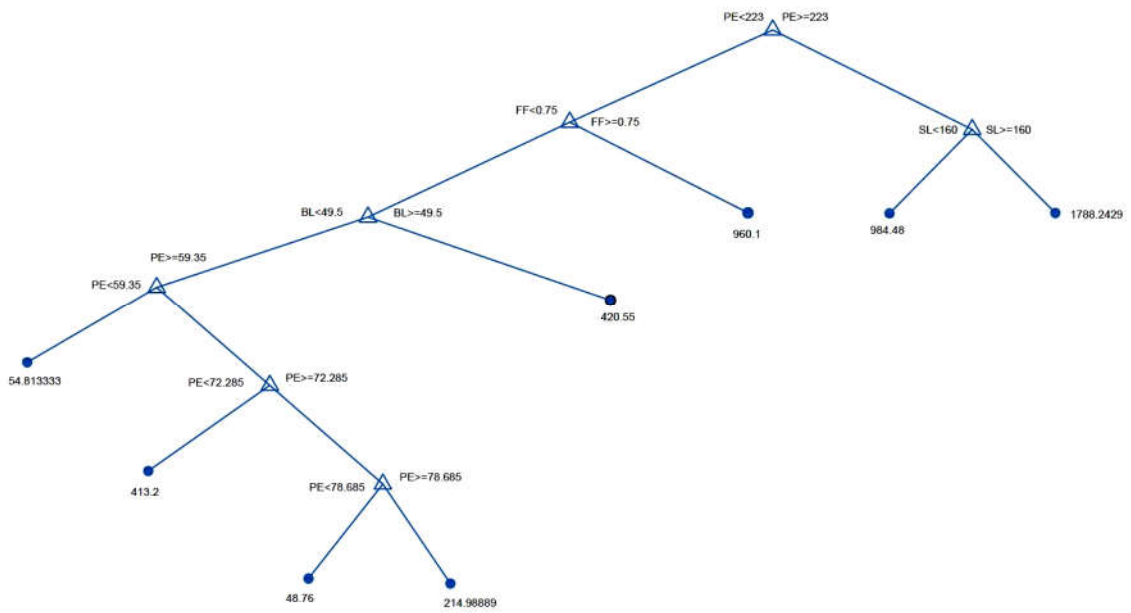 PE<223 PE>=223
FF<0.75 FF>=0.75
SL<160 SL>=160
BL<49.5 BL>=49.5
960.1
984.48
1788.2429
PE>=59.35
PE<59.35
420.55
54.813333
PE<72.285 PE>=72.285
413.2
PE<78.685 PE>=78.685
48.76
214.98889